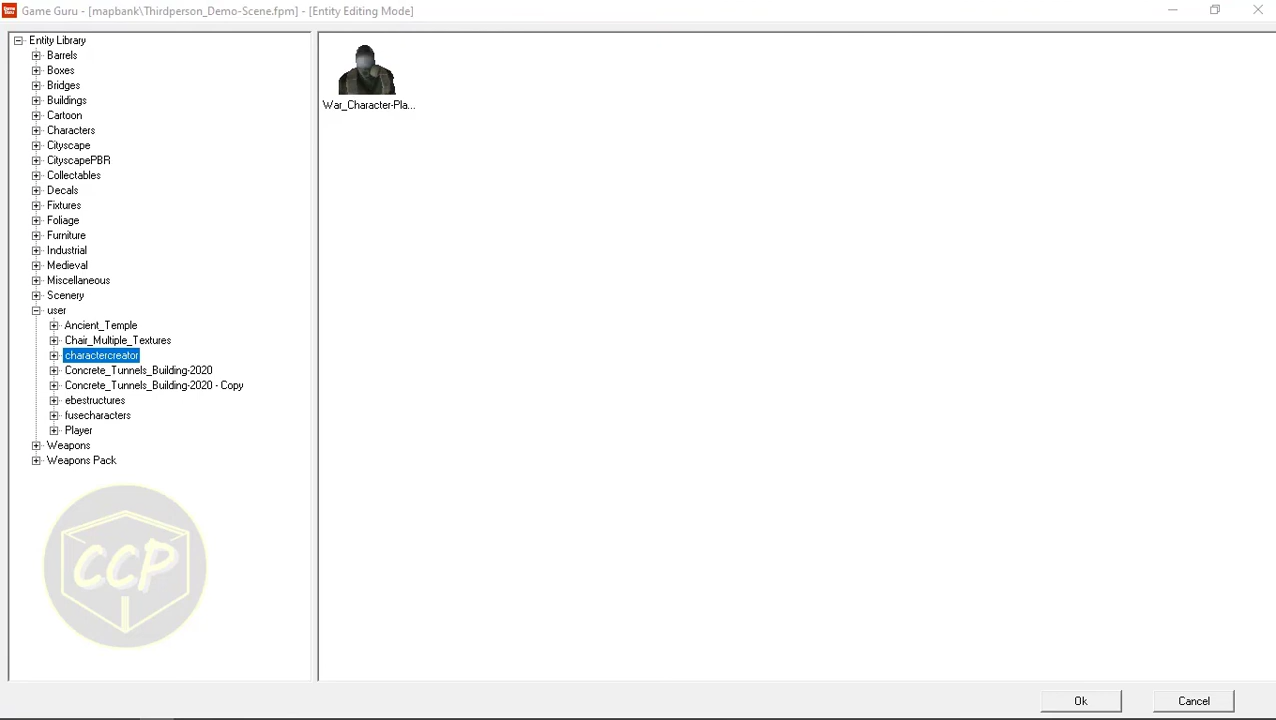 Game Guru - [mapbank\Thirdperson_Demo-Scene.fpm] - [Entity Editing Mode]
Entity Library
Barrels
Boxes
Bridges
Buildings
Cartoon
Characters
Cityscape
CityscapePBR
Collectables
Decals
Fixtures
Foliage
Furniture
Industrial
Medieval
Miscellaneous
Scenery
user
Ancient_Temple
Chair_Multiple_Textures
charactercreator
Concrete_Tunnels_Building-2020
Concrete_Tunnels_Building-2020 - Copy
ebestructures
fusecharacters
Player
Weapons
Weapons Pack
CCP
War_Character-Pla...
Ok
Cancel